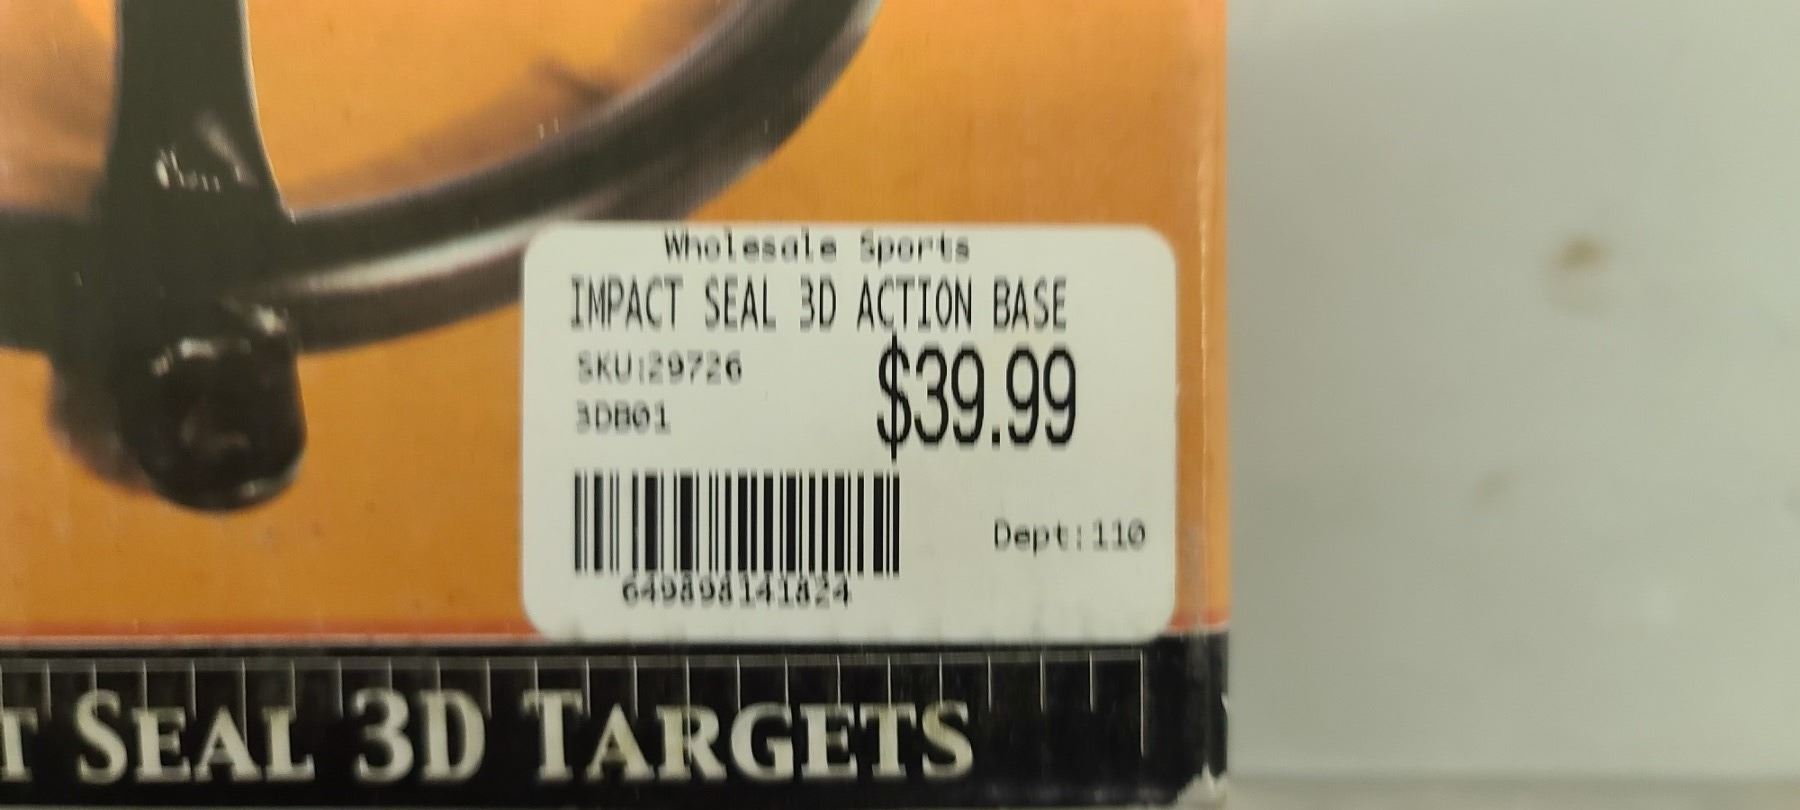 Wholesale Sports
IMPACT SEAL 3D ACTION BASE
SKU:29726
$39.99
3DB01
Dept:110
649898141824
T SEAL 3D TARGETS